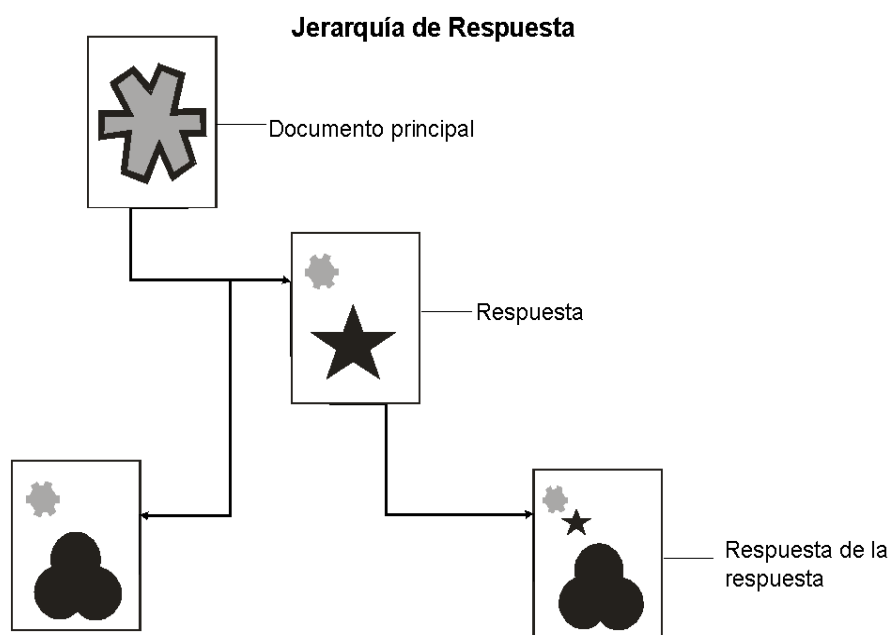 Jerarquía de Respuesta
Documento principal
Respuesta
Respuesta de la
respuesta